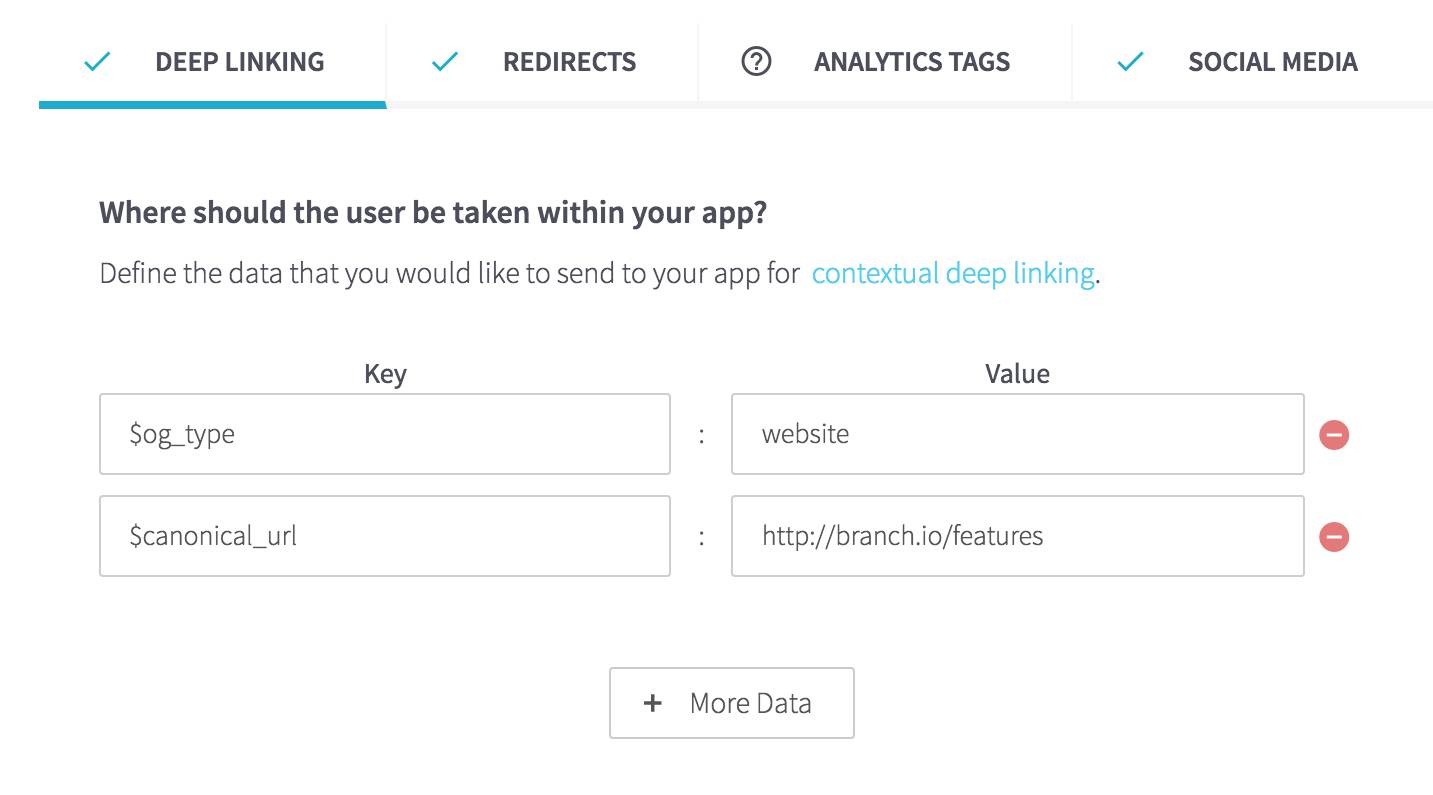 DEEP LINKING REDIRECTS ANALYTICS TAGS SOCIAL MEDIA
Where should the user be taken within your app?
Define the data that you would like to send to your app for contextual deep linking.
Key Value
$og_type : website
$canonical_url : http://branch.io/features
+ More Data